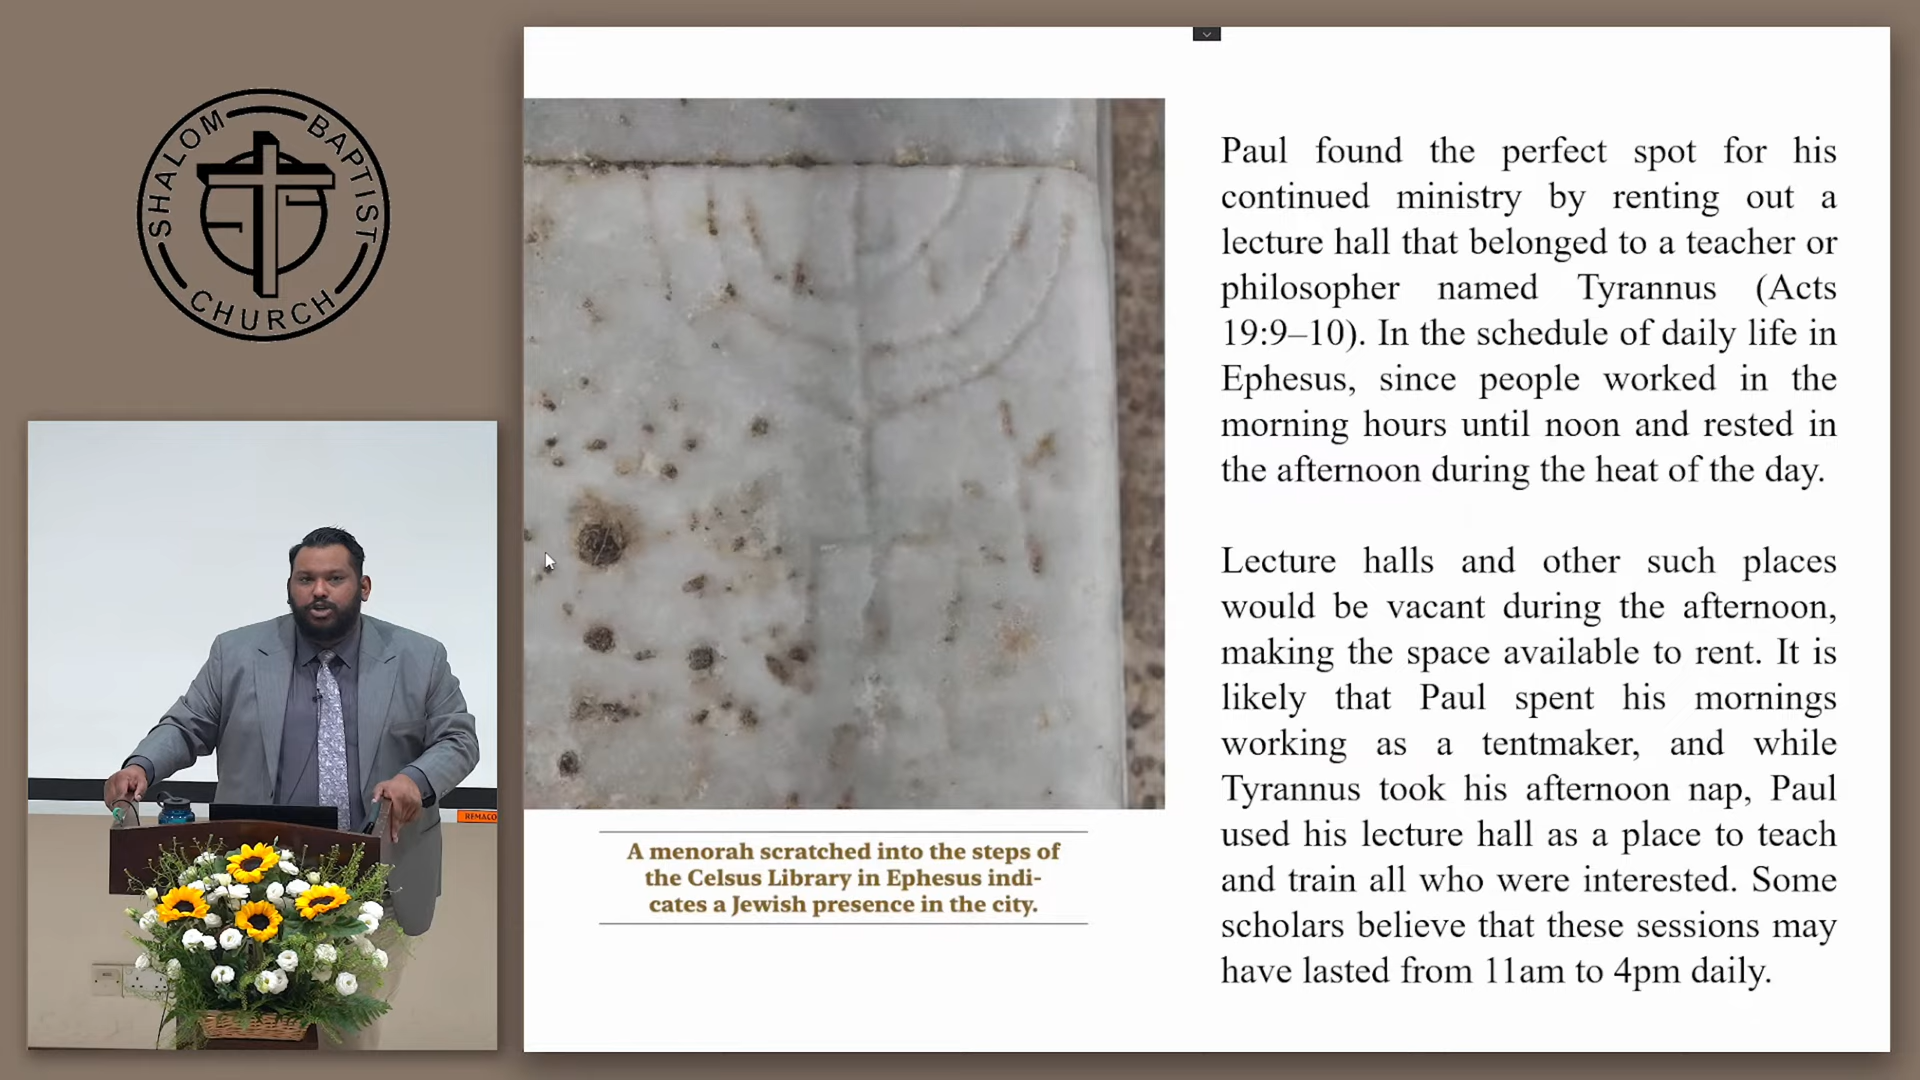 SHALOM BAPTIST
CHURCH
REMACO
A menorah scratched into the steps of
the Celsus Library in Ephesus indi-
cates a Jewish presence in the city.
Paul found the perfect spot for his
continued ministry by renting out a
lecture hall that belonged to a teacher or
philosopher named Tyrannus (Acts
19:9–10). In the schedule of daily life in
Ephesus, since people worked in the
morning hours until noon and rested in
the afternoon during the heat of the day.
Lecture halls and other such places
would be vacant during the afternoon,
making the space available to rent. It is
likely that Paul spent his mornings
working as a tentmaker, and while
Tyrannus took his afternoon nap, Paul
used his lecture hall as a place to teach
and train all who were interested. Some
scholars believe that these sessions may
have lasted from 11am to 4pm daily.